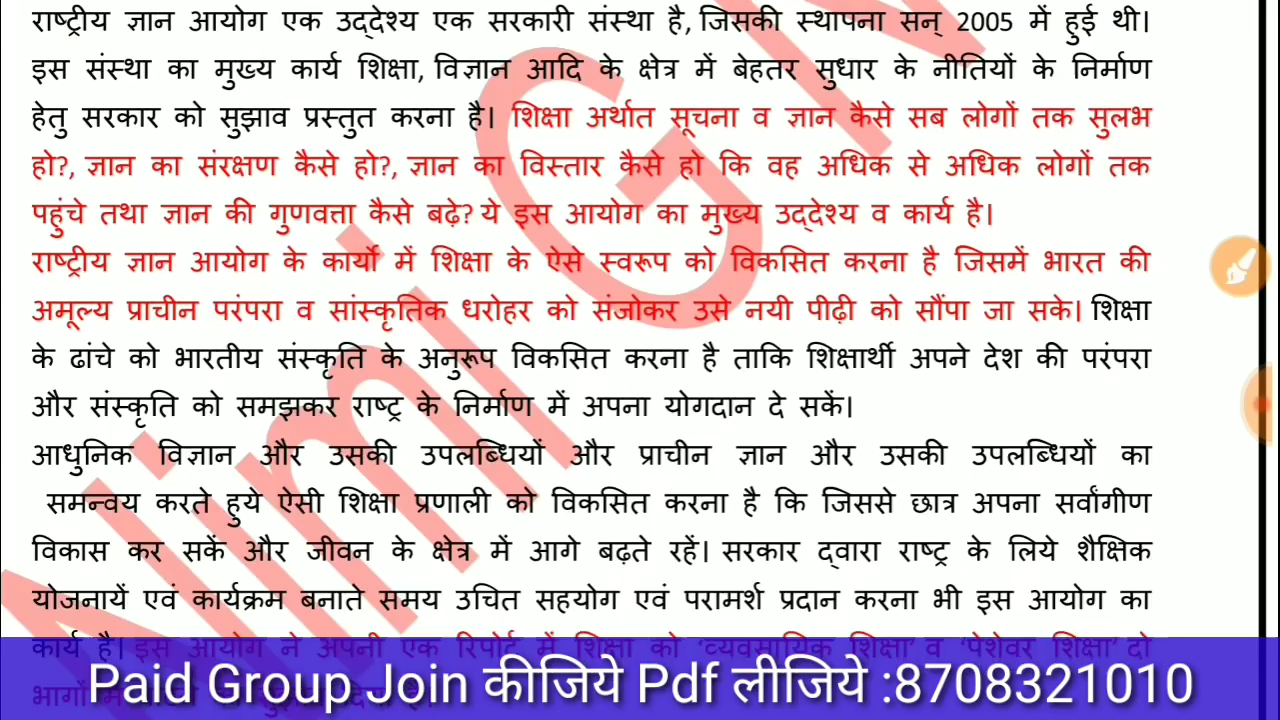 राष्ट्रीय ज्ञान आयोग एक उद्देश्य एक सरकारी संस्था है, जिसकी स्थापना सन् 2005 में हुई थी।
इस संस्था का मुख्य कार्य शिक्षा, विज्ञान आदि के क्षेत्र में बेहतर सुधार के नीतियों के निर्माण
हेतु सरकार को सुझाव प्रस्तुत करना है। शिक्षा अर्थात सूचना व ज्ञान कैसे सब लोगों तक सुलभ
हो?, ज्ञान का संरक्षण कैसे हो?, ज्ञान का विस्तार कैसे हो कि वह अधिक से अधिक लोगों तक
पहुंचे तथा ज्ञान की गुणवत्ता कैसे बढ़े? ये इस आयोग का मुख्य उद्देश्य व कार्य है।
राष्ट्रीय ज्ञान आयोग के कार्यो में शिक्षा के ऐसे स्वरूप को विकसित करना है जिसमें भारत की
अमूल्य प्राचीन परंपरा व सांस्कृतिक धरोहर को संजोकर उसे नयी पीढ़ी को सौंपा जा सके। शिक्षा
के ढांचे को भारतीय संस्कृति के अनुरूप विकसित करना है ताकि शिक्षार्थी अपने देश की परंपरा
और संस्कृति को समझकर राष्ट्र के निर्माण में अपना योगदान दे सकें।
आधुनिक विज्ञान और उसकी उपलब्धियों और प्राचीन ज्ञान और उसकी उपलब्धियों का
समन्वय करते हुये ऐसी शिक्षा प्रणाली को विकसित करना है कि जिससे छात्र अपना सर्वांगीण
विकास कर सकें और जीवन के क्षेत्र में आगे बढ़ते रहें। सरकार द्वारा राष्ट्र के लिये शैक्षिक
योजनायें एवं कार्यक्रम बनाते समय उचित सहयोग एवं परामर्श प्रदान करना भी इस आयोग का
कार्य है। इस आयोग ने अपनी एक रिपोर्ट में शिक्षा को 'व्यवसायिक शिक्षा' व 'पेशेवर शिक्षा' दो
Paid Group Join कीजिये Pdf लीजिये :8708321010